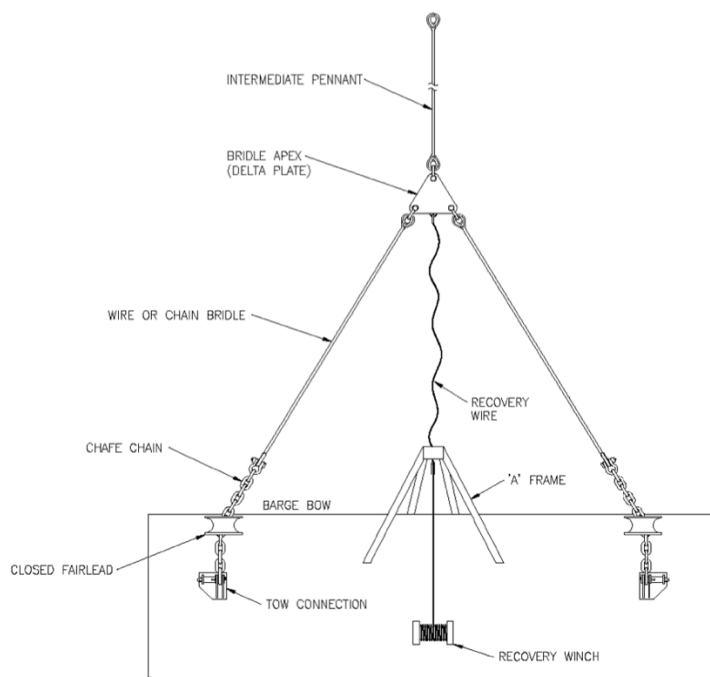 INTERMEDIATE PENNANT
BRIDLE APEX
(DELTA PLATE)
WIRE OR CHAIN BRIDLE
RECOVERY
WIRE
CHAFE CHAIN
'A' FRAME
BARGE BOW
CLOSED FAIRLEAD
TOW CONNECTION
RECOVERY WINCH